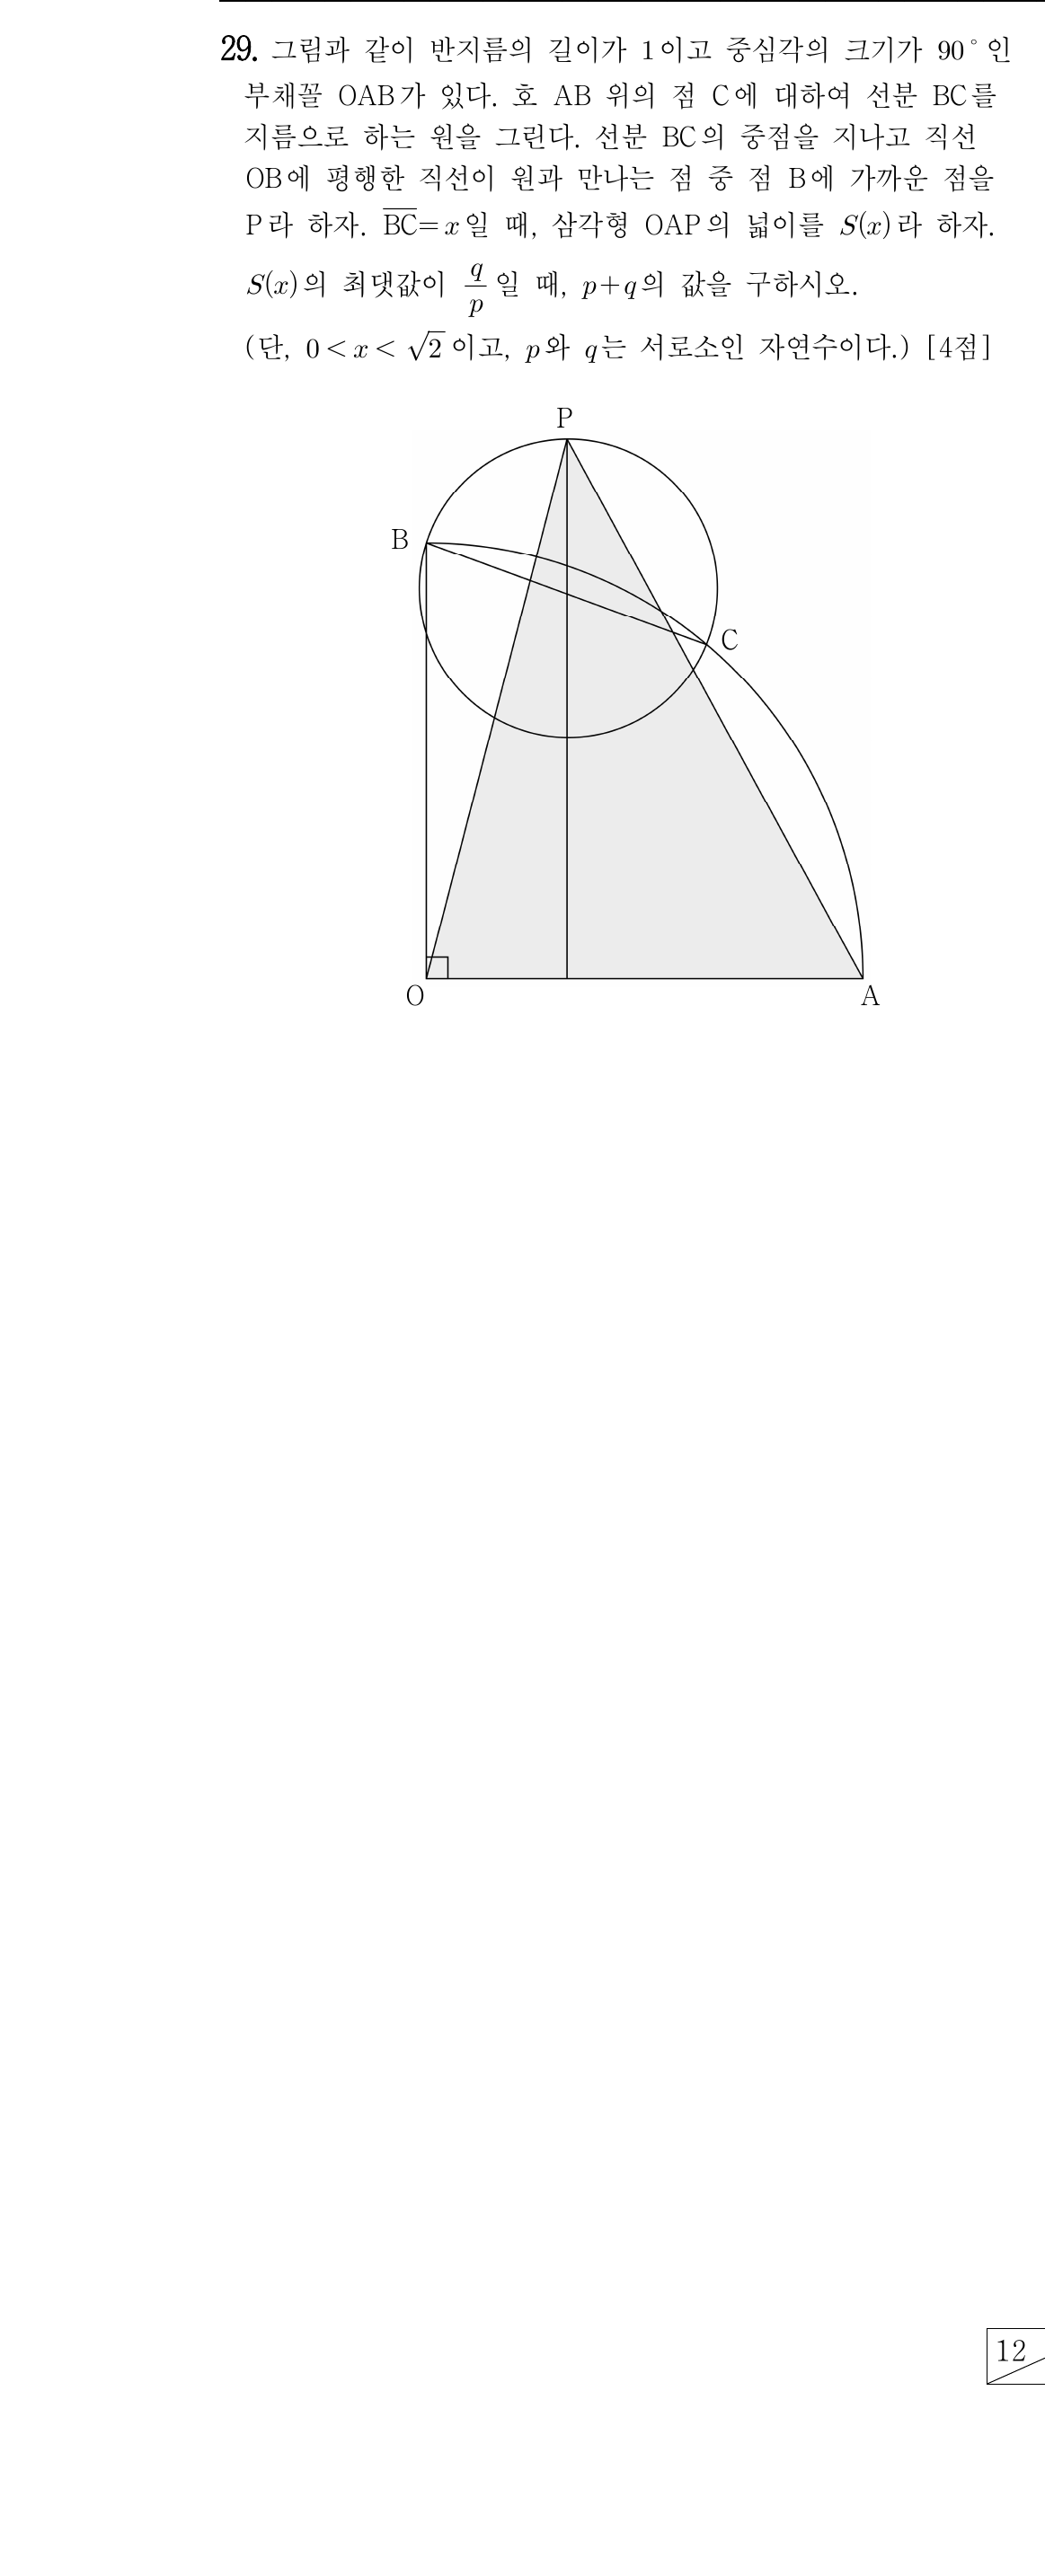 29. 그림과 같이 반지름의 길이가 1이고 중심각의 크기가 90°인
부채꼴 OAB가 있다. 호 AB 위의 점 C에 대하여 선분 BC를
지름으로 하는 원을 그린다. 선분 BC의 중점을 지나고 직선
OB에 평행한 직선이 원과 만나는 점 중 점 B에 가까운 점을
P라 하자. $\overline{BC}=x$일 때, 삼각형 OAP의 넓이를 S(x)라 하자.
S(x)의 최댓값이 $\frac{q}{p}$일 때, p+q의 값을 구하시오.
(단, 0<x<√2이고, p와 q는 서로소인 자연수이다.) [4점]
P
B
C
O
A
12